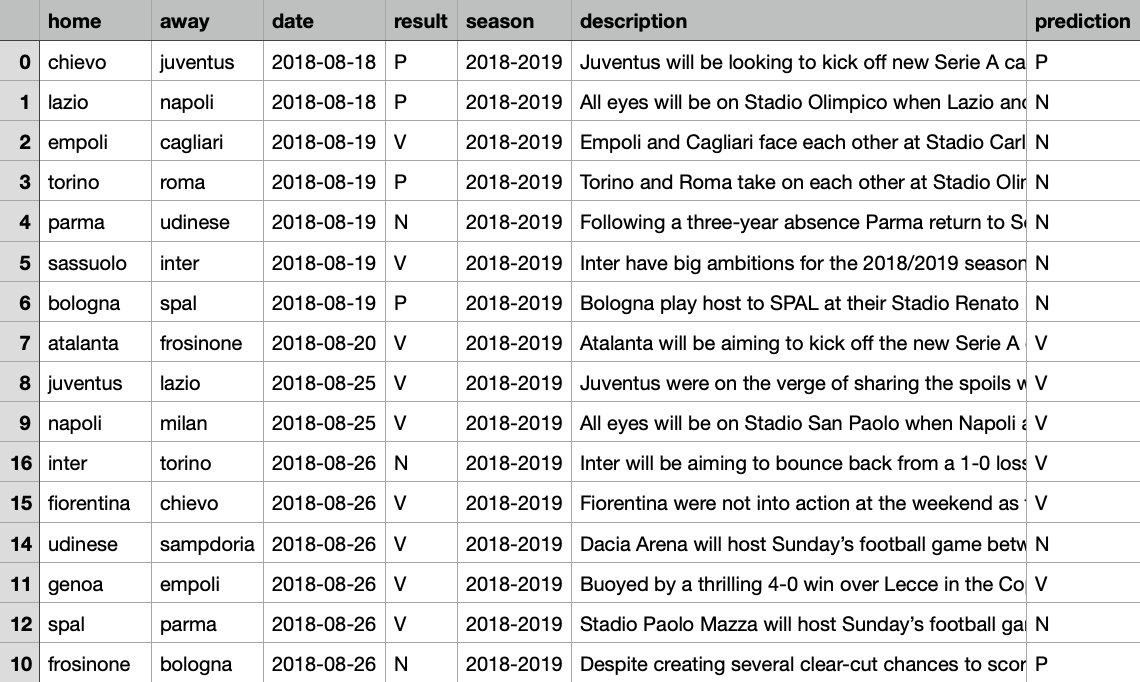 home away date result season description prediction
0 chievo juventus 2018-08-18 P 2018-2019 Juventus will be looking to kick off new Serie A ca P
1 lazio napoli 2018-08-18 P 2018-2019 All eyes will be on Stadio Olimpico when Lazio and N
2 empoli cagliari 2018-08-19 V 2018-2019 Empoli and Cagliari face each other at Stadio Carl N
3 torino roma 2018-08-19 P 2018-2019 Torino and Roma take on each other at Stadio Olim N
4 parma udinese 2018-08-19 N 2018-2019 Following a three-year absence Parma return to Se N
5 sassuolo inter 2018-08-19 V 2018-2019 Inter have big ambitions for the 2018/2019 season N
6 bologna spal 2018-08-19 P 2018-2019 Bologna play host to SPAL at their Stadio Renato N
7 atalanta frosinone 2018-08-20 V 2018-2019 Atalanta will be aiming to kick off the new Serie A V
8 juventus lazio 2018-08-25 V 2018-2019 Juventus were on the verge of sharing the spoils w V
9 napoli milan 2018-08-25 V 2018-2019 All eyes will be on Stadio San Paolo when Napoli a V
16 inter torino 2018-08-26 N 2018-2019 Inter will be aiming to bounce back from a 1-0 loss V
15 fiorentina chievo 2018-08-26 V 2018-2019 Fiorentina were not into action at the weekend as V
14 udinese sampdoria 2018-08-26 V 2018-2019 Dacia Arena will host Sunday's football game betw N
11 genoa empoli 2018-08-26 V 2018-2019 Buoyed by a thrilling 4-0 win over Lecce in the Co V
12 spal parma 2018-08-26 V 2018-2019 Stadio Paolo Mazza will host Sunday's football gam N
10 frosinone bologna 2018-08-26 N 2018-2019 Despite creating several clear-cut chances to scor P